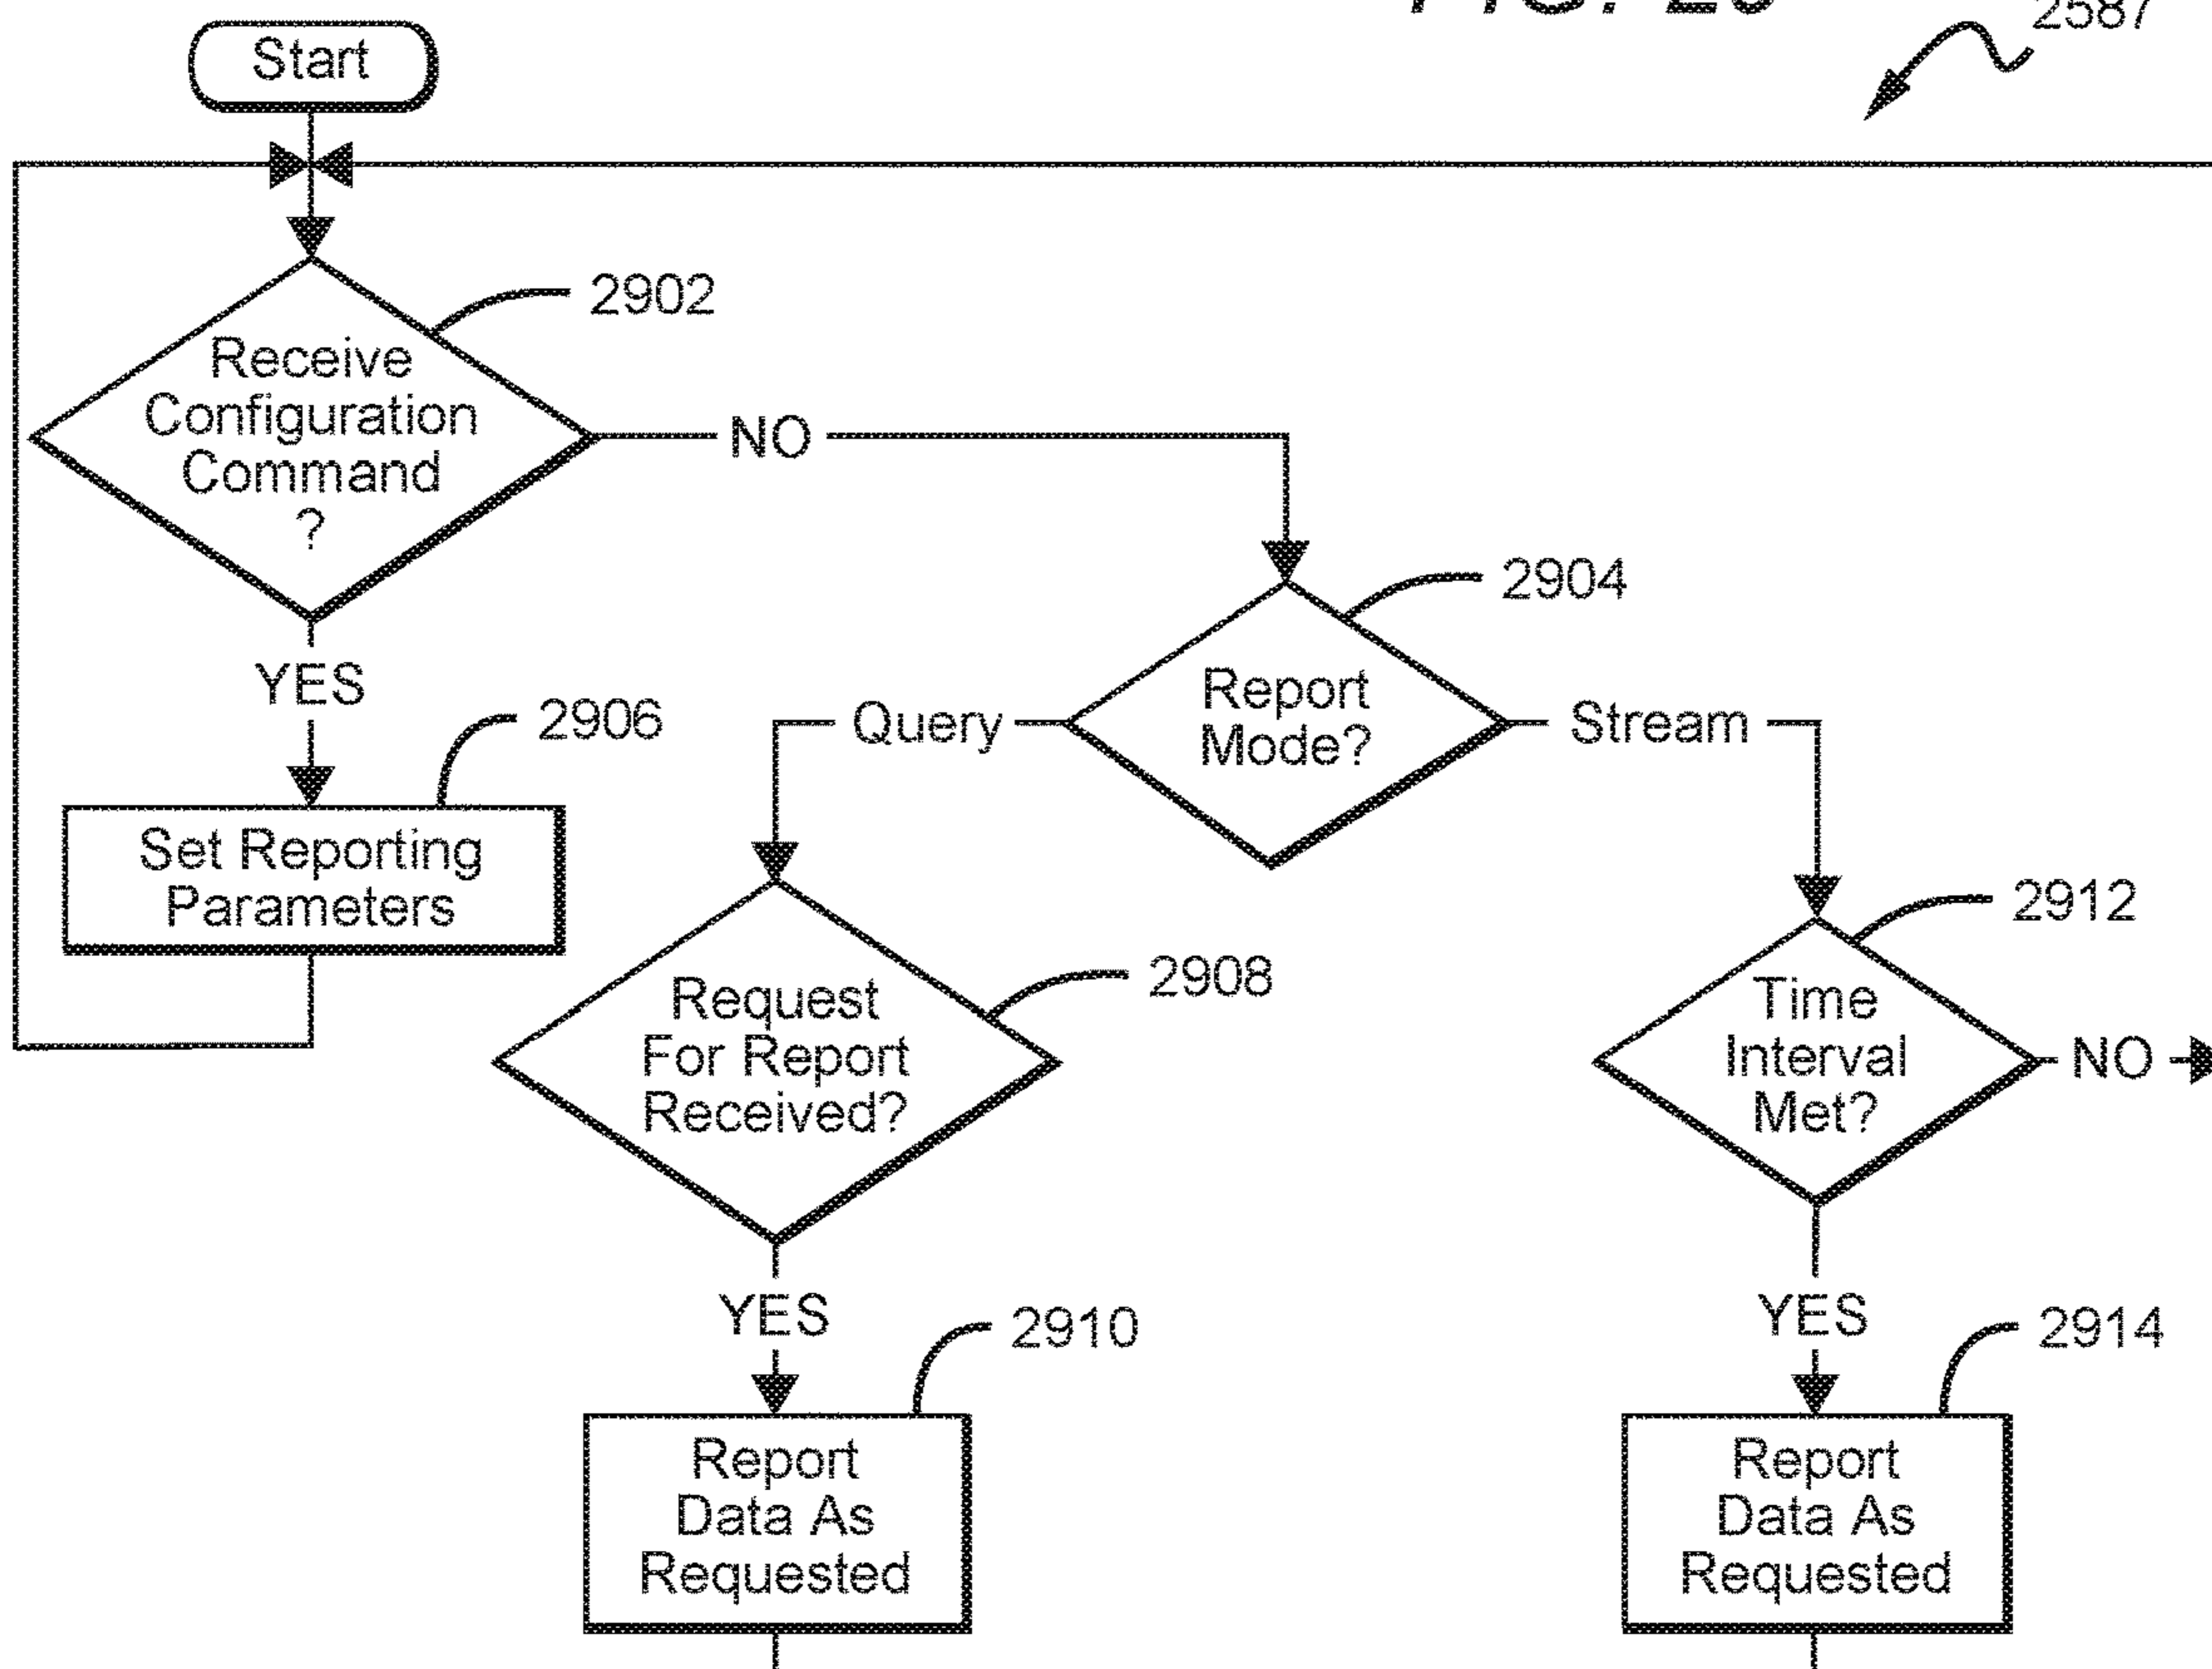 2587
Start
2902
Receive
Configuration
Command
?
NO
2904
YES
Report
Mode?
Query
Stream
2906
Set Reporting
Parameters
2912
2908
Request
For Report
Received?
Time
Interval
Met?
NO
YES
2910
YES
2914
Report
Data As
Requested
Report
Data As
Requested